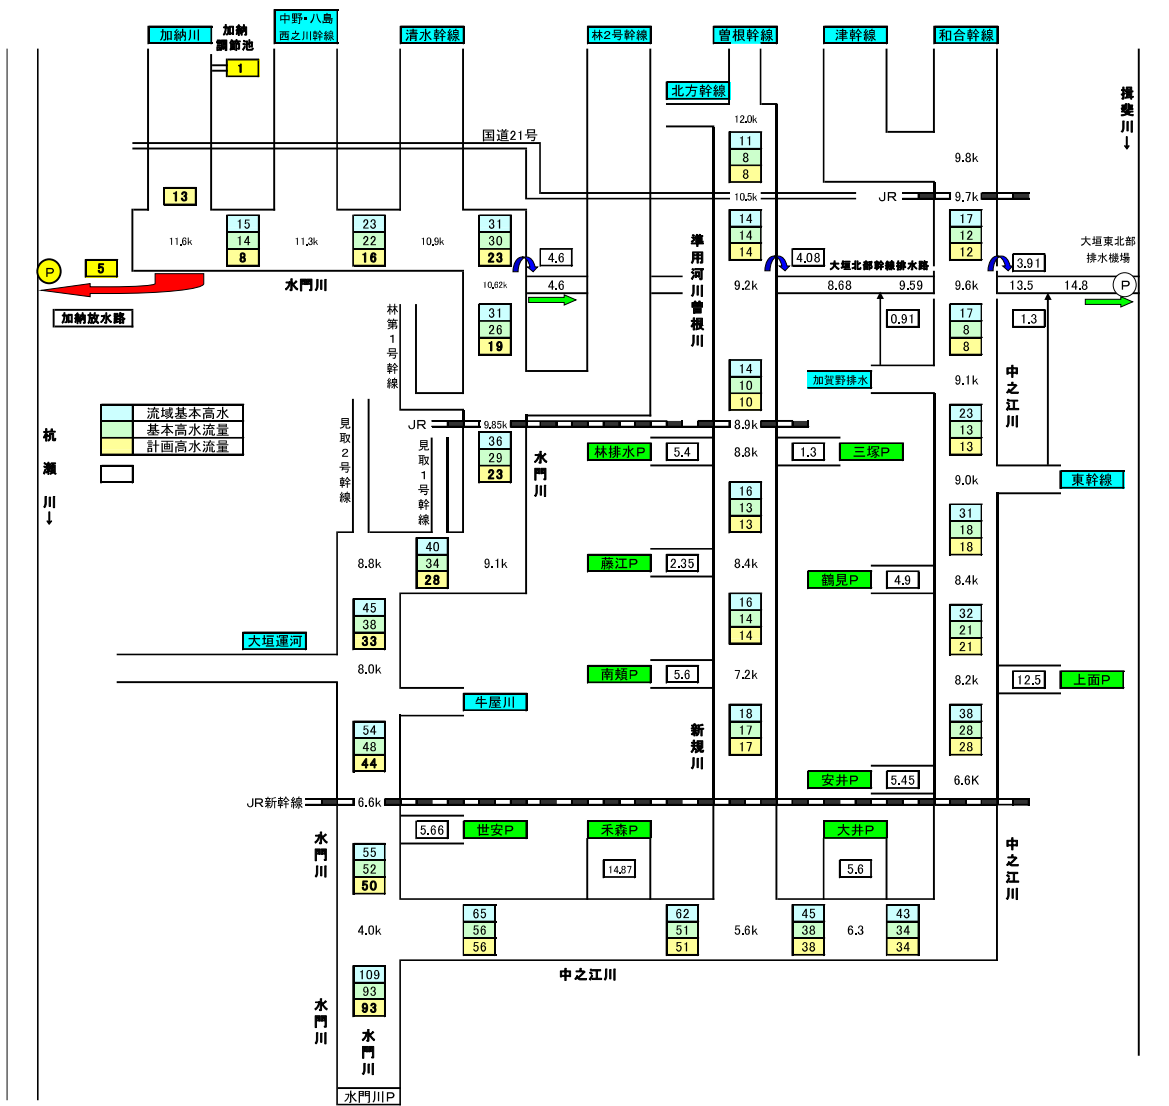 加納川
加納
調節池
1
中野・八島
西之川幹線
清水幹線
林2号幹線
曽根幹線
津幹線
和合幹線
北方幹線
揖斐川→
12.0k
国道21号
11
8
8
9.8k
13
10.5k
JR
9.7k
11.6k
15
14
8
11.3k
23
22
16
10.9k
31
30
23
14
14
14
17
12
12
大垣東北部
排水機場
P
5
4.6
4.08
大垣北部幹線排水路
3.91
水門川
10.62k
4.6
準用河川曽根川
9.2k
8.68
9.59
9.6k
13.5
14.8
P
加納放水路
林第1号幹線
31
26
19
0.91
17
8
8
1.3
14
10
10
加賀野排水
9.1k
中之江川
流域基本高水
基本高水流量
計画高水流量
杭瀬川→
見取2号幹線
JR
9.85k
8.9k
23
13
13
見取1号幹線
36
29
23
水門川
林排水P
5.4
8.8k
1.3
三塚P
9.0k
東幹線
16
13
13
31
18
18
8.8k
40
34
28
9.1k
藤江P
2.35
8.4k
鶴見P
4.9
8.4k
45
38
33
16
14
14
32
21
21
大垣運河
8.0k
南頬P
5.6
7.2k
8.2k
12.5
上面P
牛屋川
54
48
44
新規川
18
17
17
38
28
28
安井P
5.45
6.6K
JR新幹線
6.6k
水門川
5.66
世安P
禾森P
大井P
中之江川
55
52
50
14.87
5.6
4.0k
65
56
56
62
51
51
5.6k
45
38
38
6.3
43
34
34
中之江川
109
93
93
水門川
水門川
水門川P